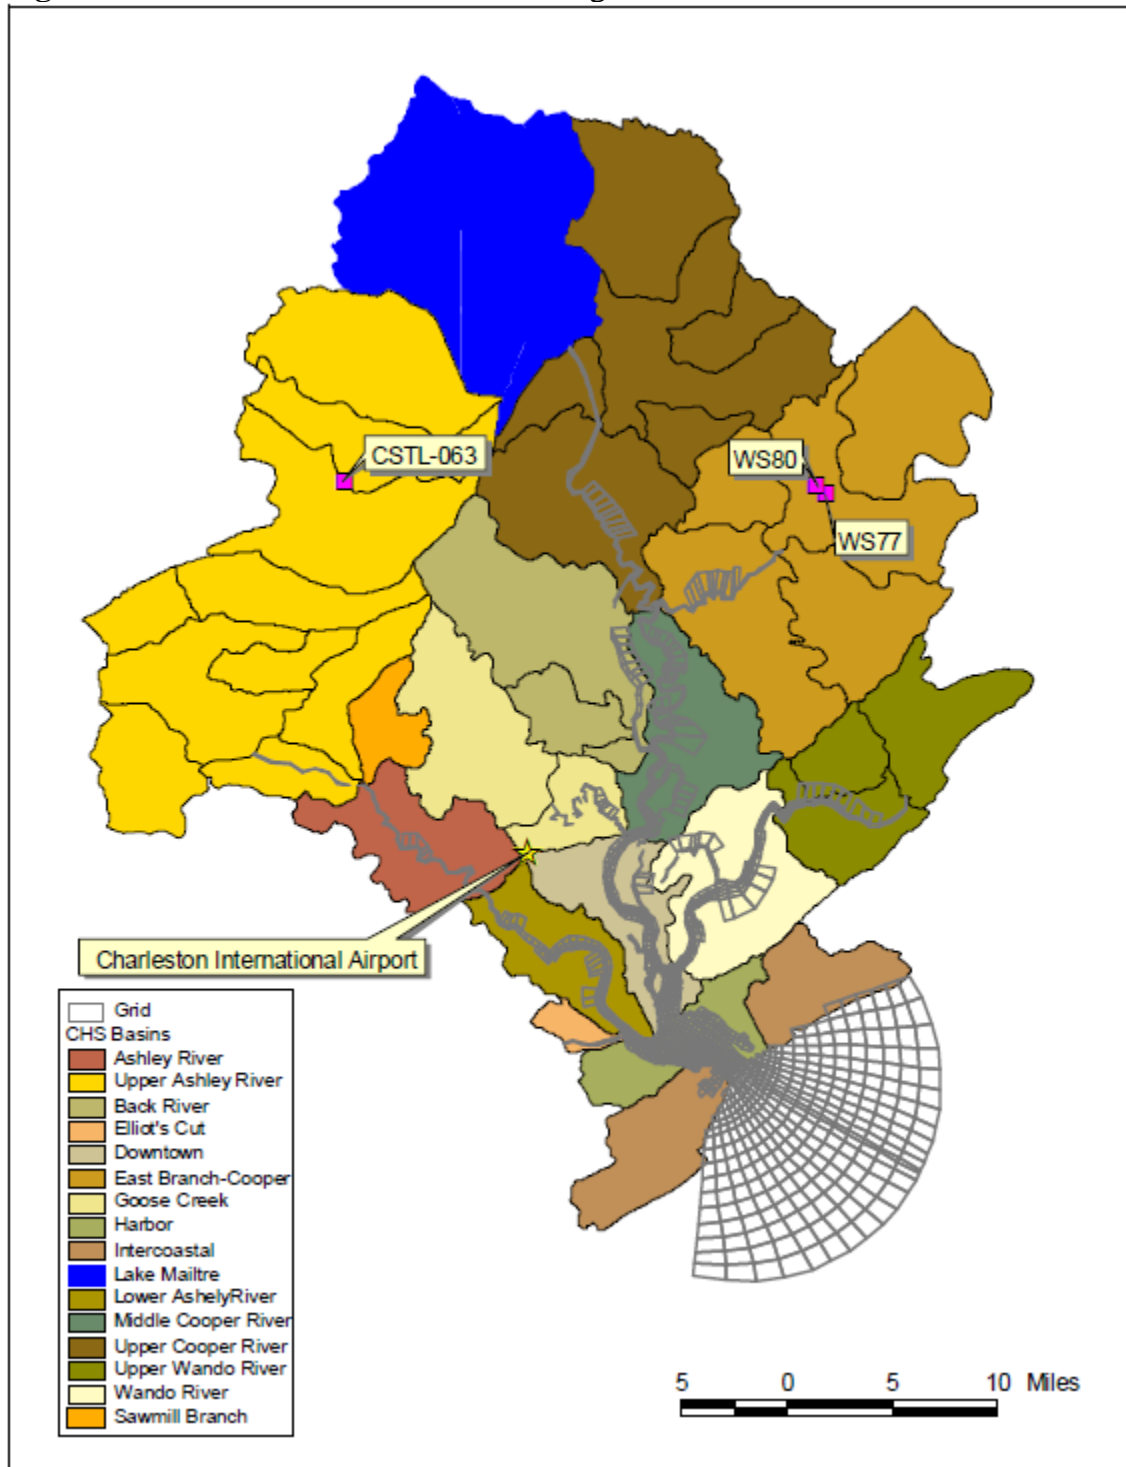 CSTL-063
WS80
WS77
Charleston International Airport
Grid
CHS Basins
Ashley River
Upper Ashley River
Back River
Elliot's Cut
Downtown
East Branch-Cooper
Goose Creek
Harbor
Intercoastal
Lake Mailtre
Lower AshelyRiver
Middle Cooper River
Upper Cooper River
Upper Wando River
Wando River
Sawmill Branch
5 0 5 10 Miles